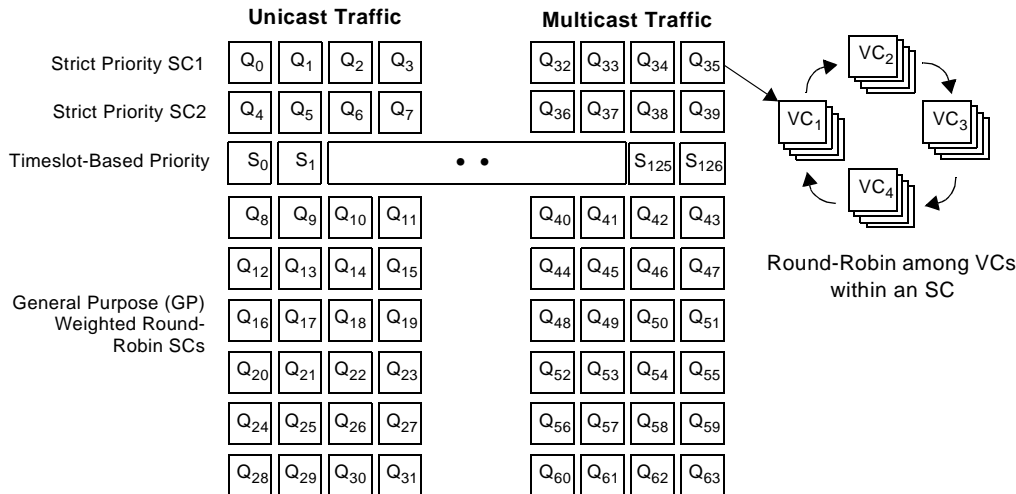 Unicast Traffic Multicast Traffic
Strict Priority SC1 Q0 Q1 Q2 Q3 Q32 Q33 Q34 Q35
Strict Priority SC2 Q4 Q5 Q6 Q7 Q36 Q37 Q38 Q39
Timeslot-Based Priority S0 S1 • • S125 S126
Q8 Q9 Q10 Q11 Q40 Q41 Q42 Q43
Q12 Q13 Q14 Q15 Q44 Q45 Q46 Q47
General Purpose (GP)
Weighted Round-
Robin SCs
Q16 Q17 Q18 Q19 Q48 Q49 Q50 Q51
Q20 Q21 Q22 Q23 Q52 Q53 Q54 Q55
Q24 Q25 Q26 Q27 Q56 Q57 Q58 Q59
Q28 Q29 Q30 Q31 Q60 Q61 Q62 Q63
VC2
VC1 VC3
VC4
Round-Robin among VCs
within an SC